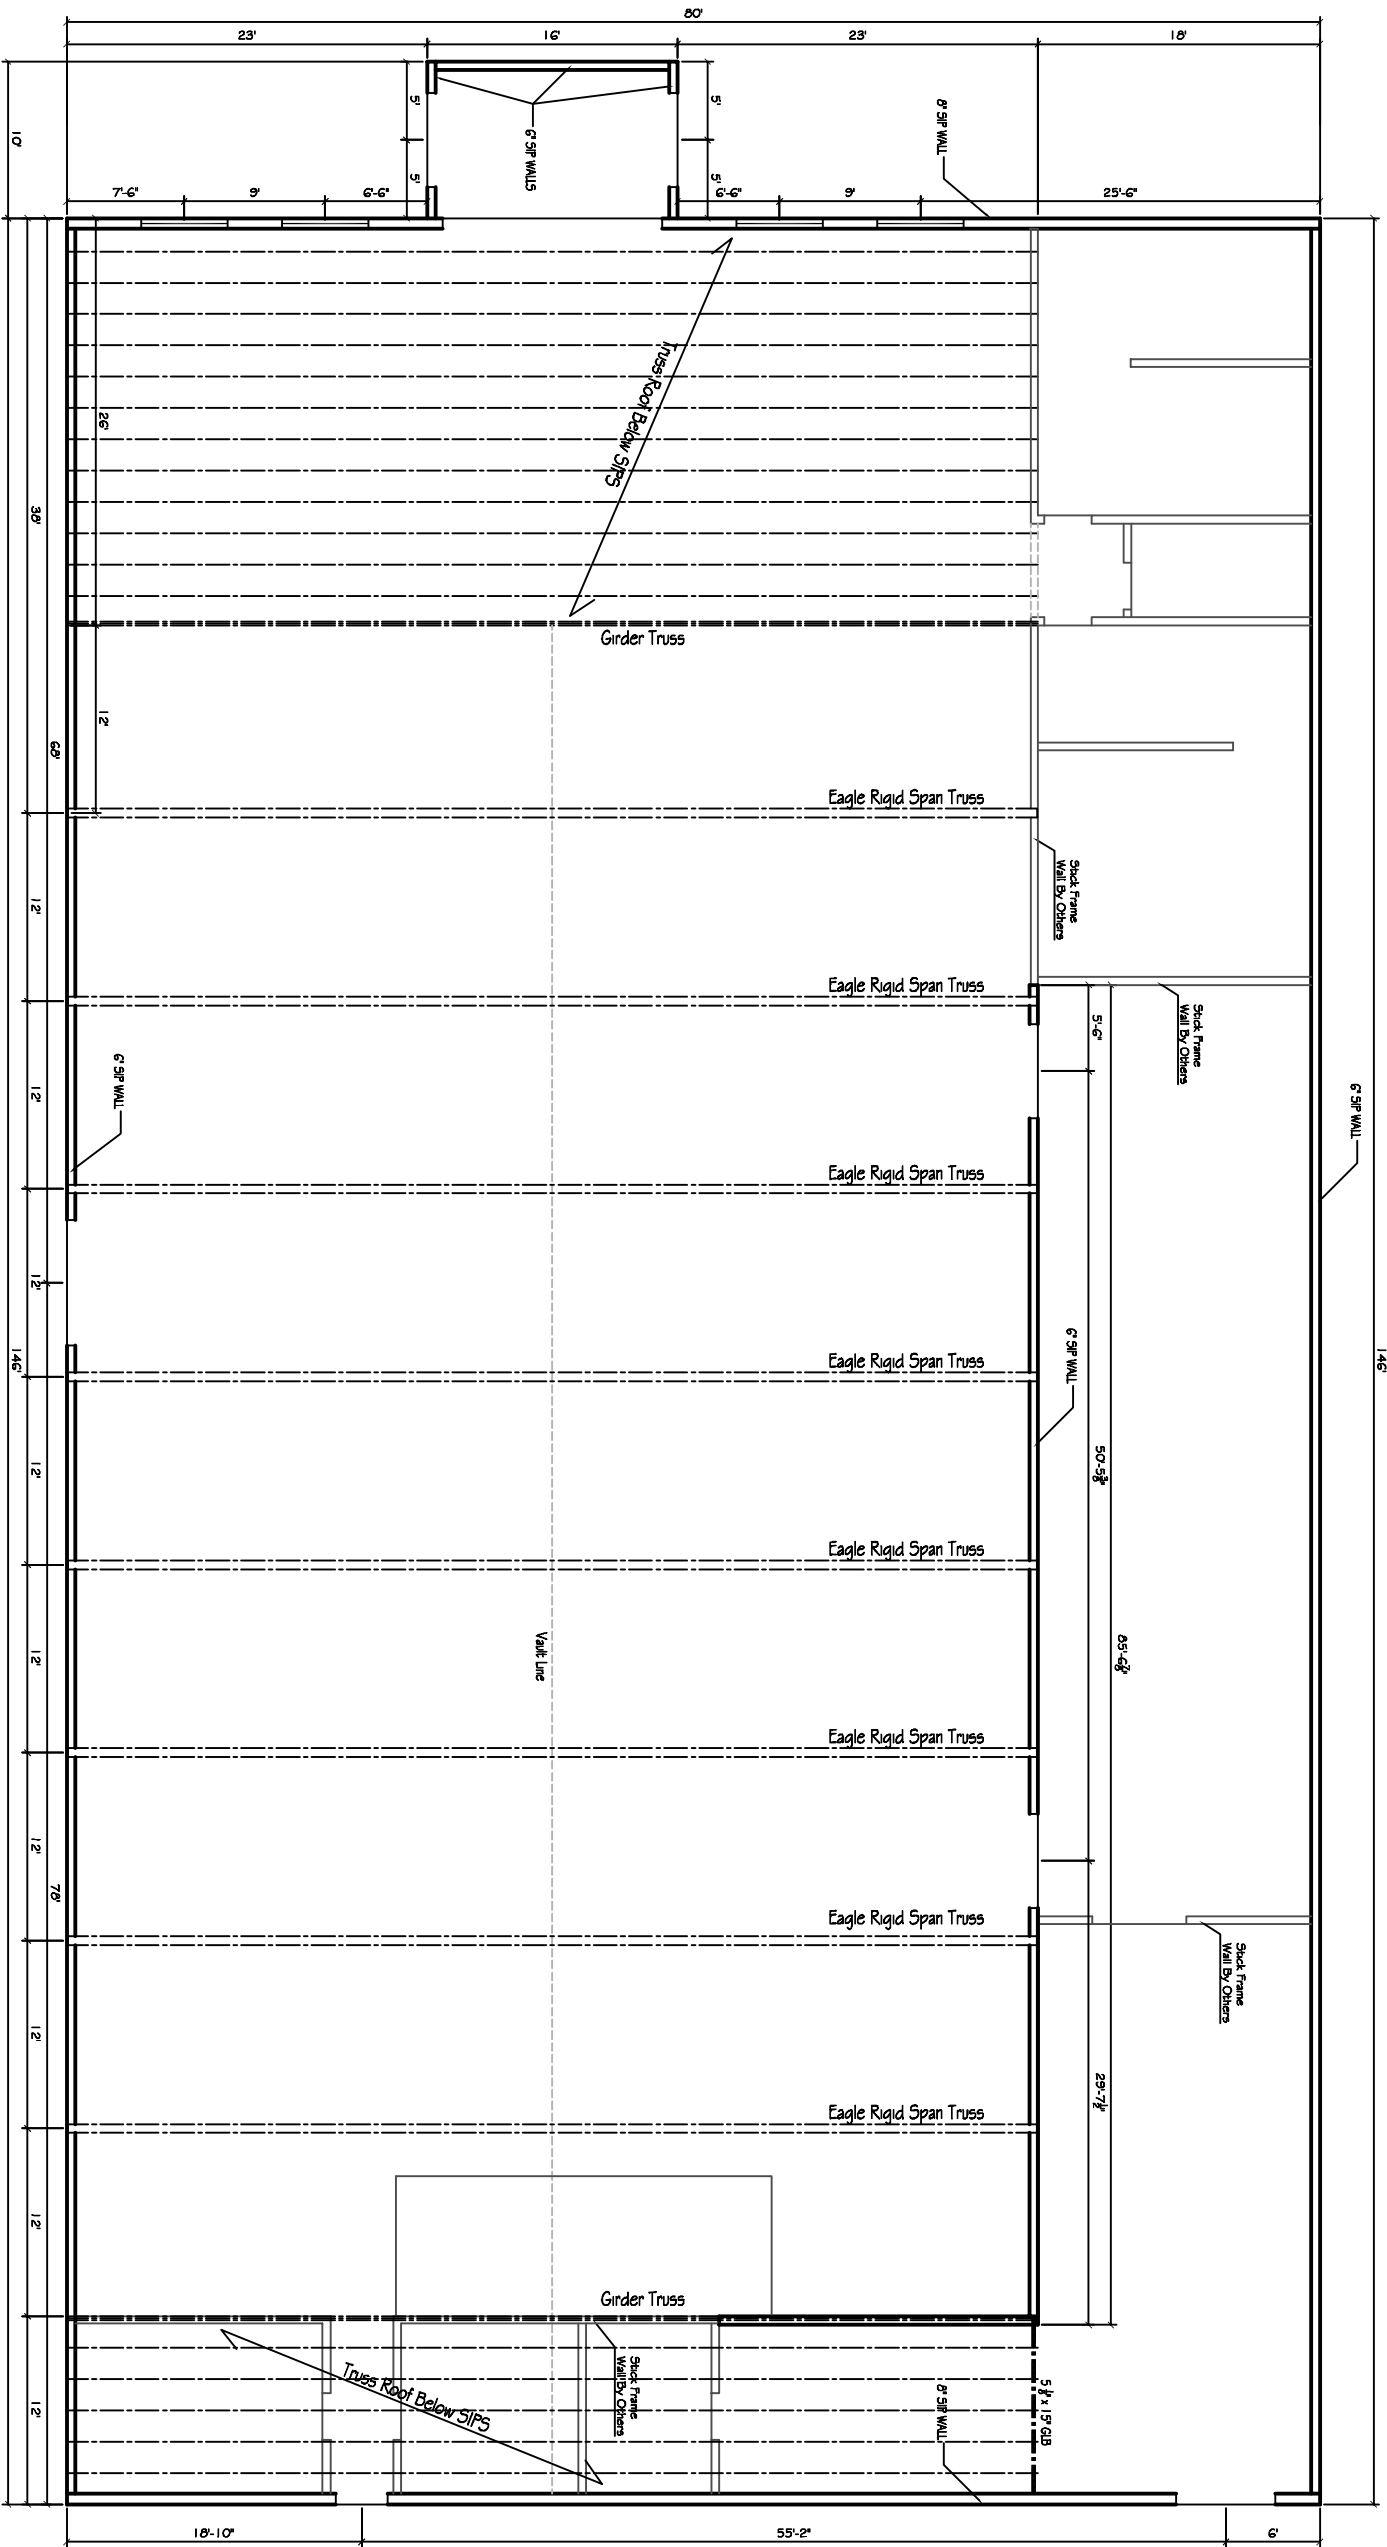 80'
23'
16'
23'
18'
5'
5'
5'
5'
10'
6" SIP WALLS
8" SIP WALL
7'-6"
9'
6'-6"
6'-6"
9'
25'-6"
Truss Roof Below SIPS
26'
38'
Girder Truss
12'
68'
Eagle Rigid Span Truss
Stick Frame
Wall By Others
12'
Eagle Rigid Span Truss
5'-6"
Stick Frame
Wall By Others
6" SIP WALL
12'
6" SIP WALL
Eagle Rigid Span Truss
12'
146'
146'
6" SIP WALL
Eagle Rigid Span Truss
12'
50'-5⅜"
Eagle Rigid Span Truss
12'
Vault Line
85'-6⅞"
Eagle Rigid Span Truss
12'
78'
Eagle Rigid Span Truss
Stick Frame
Wall By Others
12'
29'-7½"
Eagle Rigid Span Truss
12'
Girder Truss
Truss Roof Below SIPS
Stick Frame
Wall By Others
12'
8" SIP WALL
5 ⅛" x 15" GLB
18'-10"
55'-2"
6'